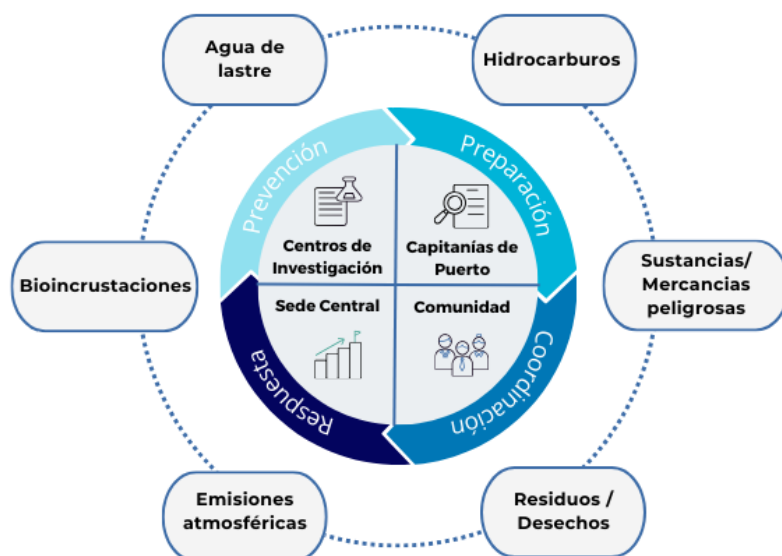 Agua de
lastre
Hidrocarburos
Prevención
Preparación
Centros de
Investigación
Capitanías de
Puerto
Bioincrustaciones
Sustancias/
Mercancias
peligrosas
Sede Central
Comunidad
Respuesta
Coordinación
Emisiones
atmosféricas
Residuos /
Desechos